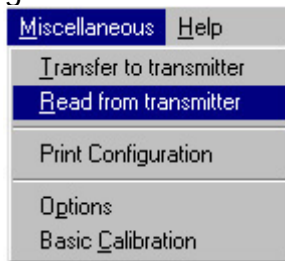 Miscellaneous Help
Transfer to transmitter
Read from transmitter
Print Configuration
Options
Basic Calibration